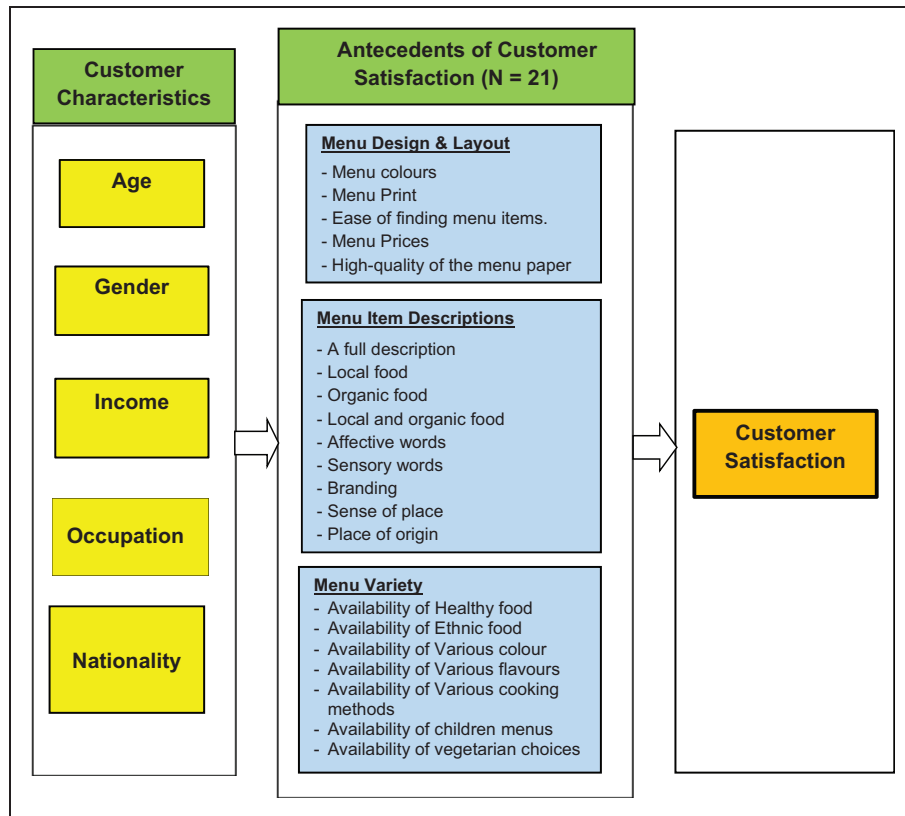 Customer
Characteristics
Age
Gender
Income
Occupation
Nationality
Antecedents of Customer
Satisfaction (N = 21)
Menu Design & Layout
- Menu colours
- Menu Print
- Ease of finding menu items.
- Menu Prices
- High-quality of the menu paper
Menu Item Descriptions
- A full description
- Local food
- Organic food
- Local and organic food
- Affective words
- Sensory words
- Branding
- Sense of place
- Place of origin
Menu Variety
- Availability of Healthy food
- Availability of Ethnic food
- Availability of Various colour
- Availability of Various flavours
- Availability of Various cooking
methods
- Availability of children menus
- Availability of vegetarian choices
Customer
Satisfaction